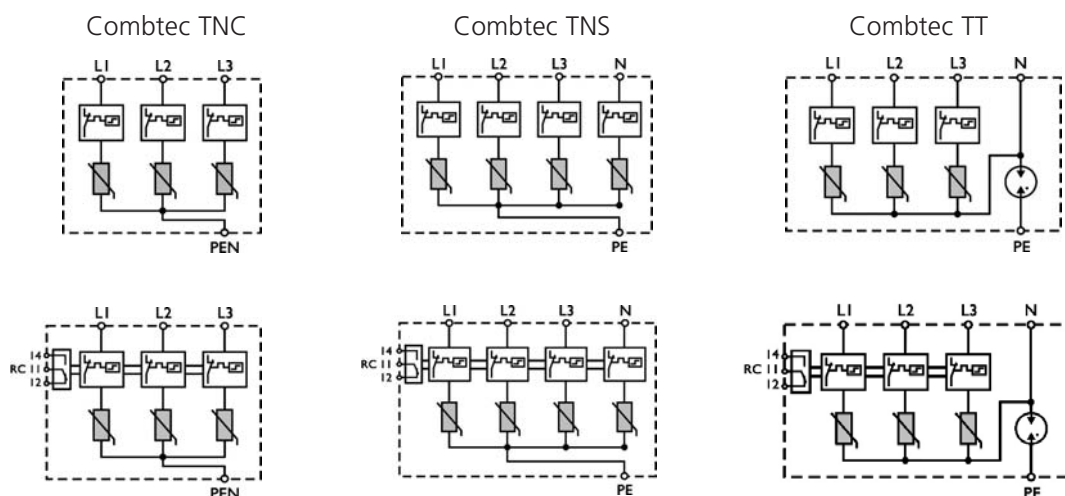 Combtec TNC Combtec TNS Combtec TT
L1 L2 L3 L1 L2 L3 N L1 L2 L3 N
PEN PE PE
L1 L2 L3 L1 L2 L3 N L1 L2 L3 N
14 14 14
RC 11 RC 11 RC 11
12 12 12
PEN PE PE